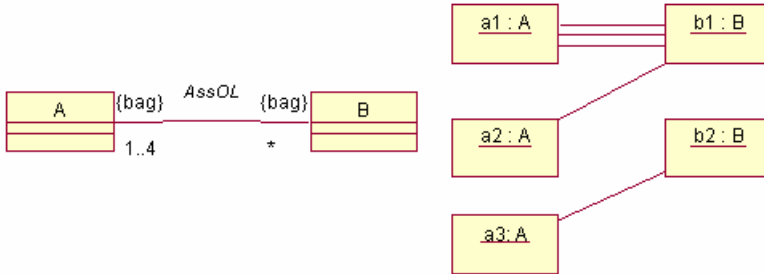 A
{bag}
AssOL
{bag}
B
1..4
*
a1 : A
b1 : B
a2 : A
b2 : B
a3: A